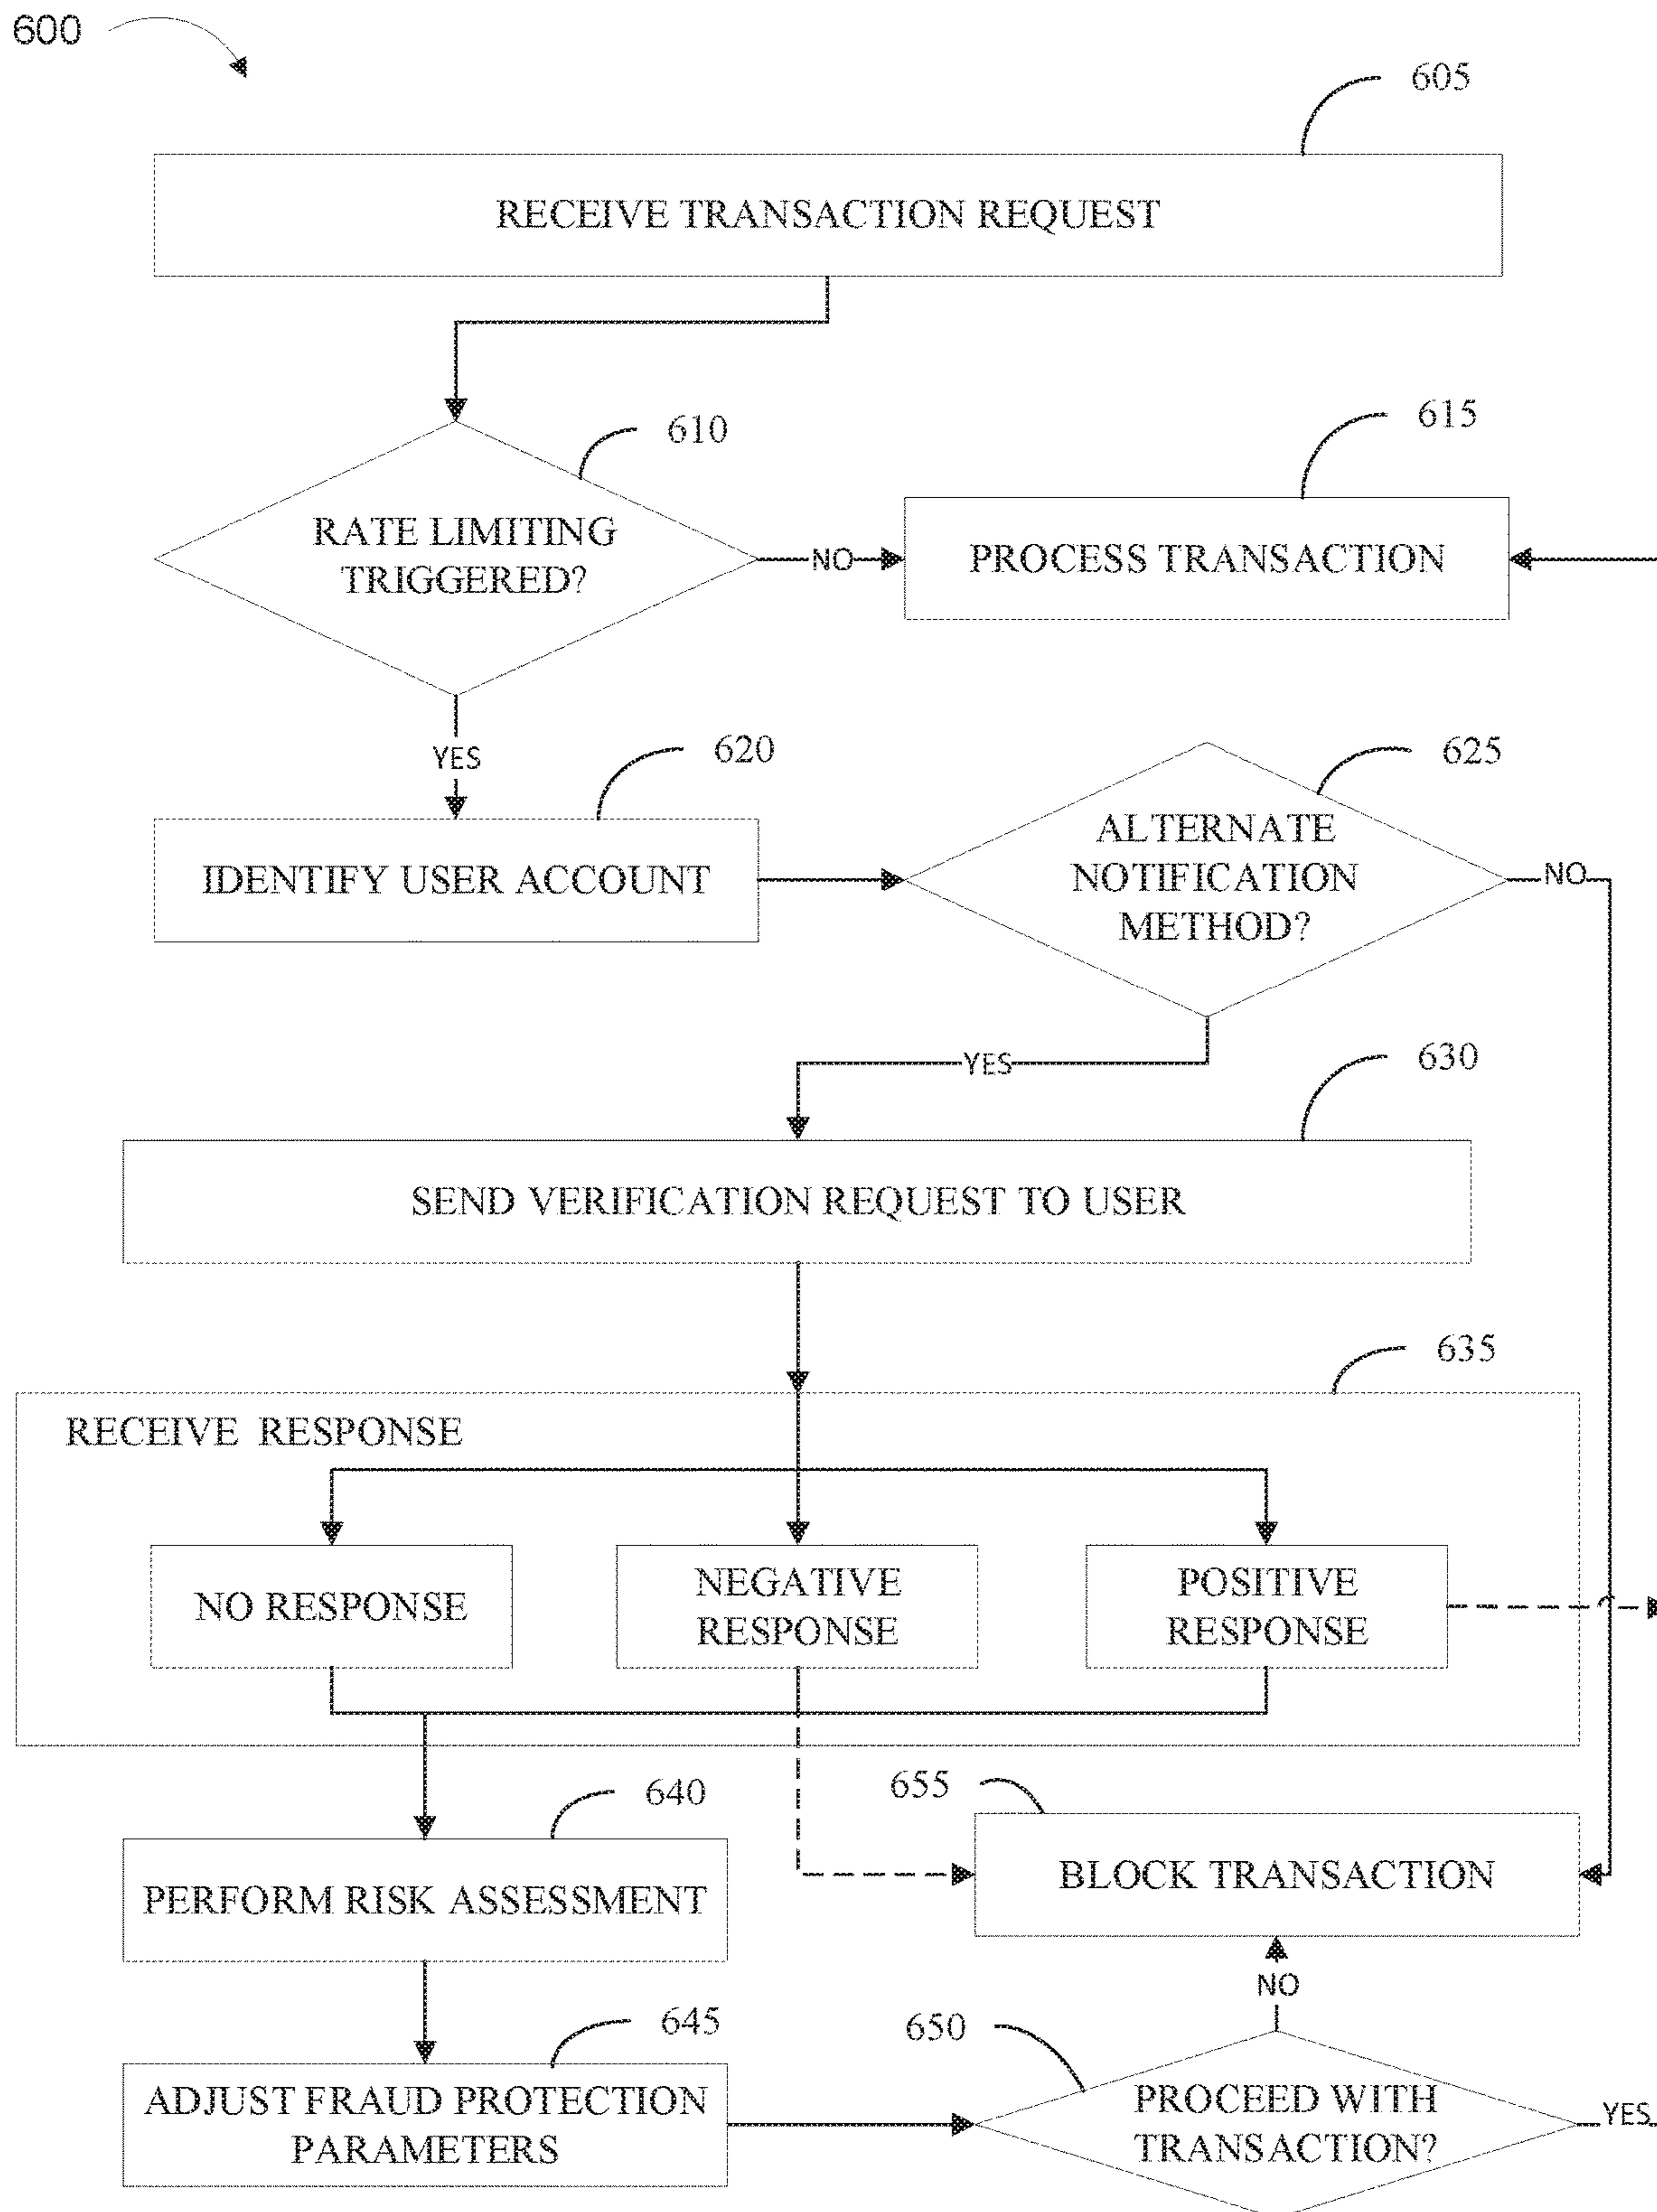 600
605
RECEIVE TRANSACTION REQUEST
610
615
RATE LIMITING
TRIGGERED?
NO
PROCESS TRANSACTION
YES
620
625
IDENTIFY USER ACCOUNT
ALTERNATE
NOTIFICATION
METHOD?
NO
YES
630
SEND VERIFICATION REQUEST TO USER
635
RECEIVE RESPONSE
NO RESPONSE
NEGATIVE
RESPONSE
POSITIVE
RESPONSE
640
655
PERFORM RISK ASSESSMENT
BLOCK TRANSACTION
NO
645
650
ADJUST FRAUD PROTECTION
PARAMETERS
PROCEED WITH
TRANSACTION?
YES